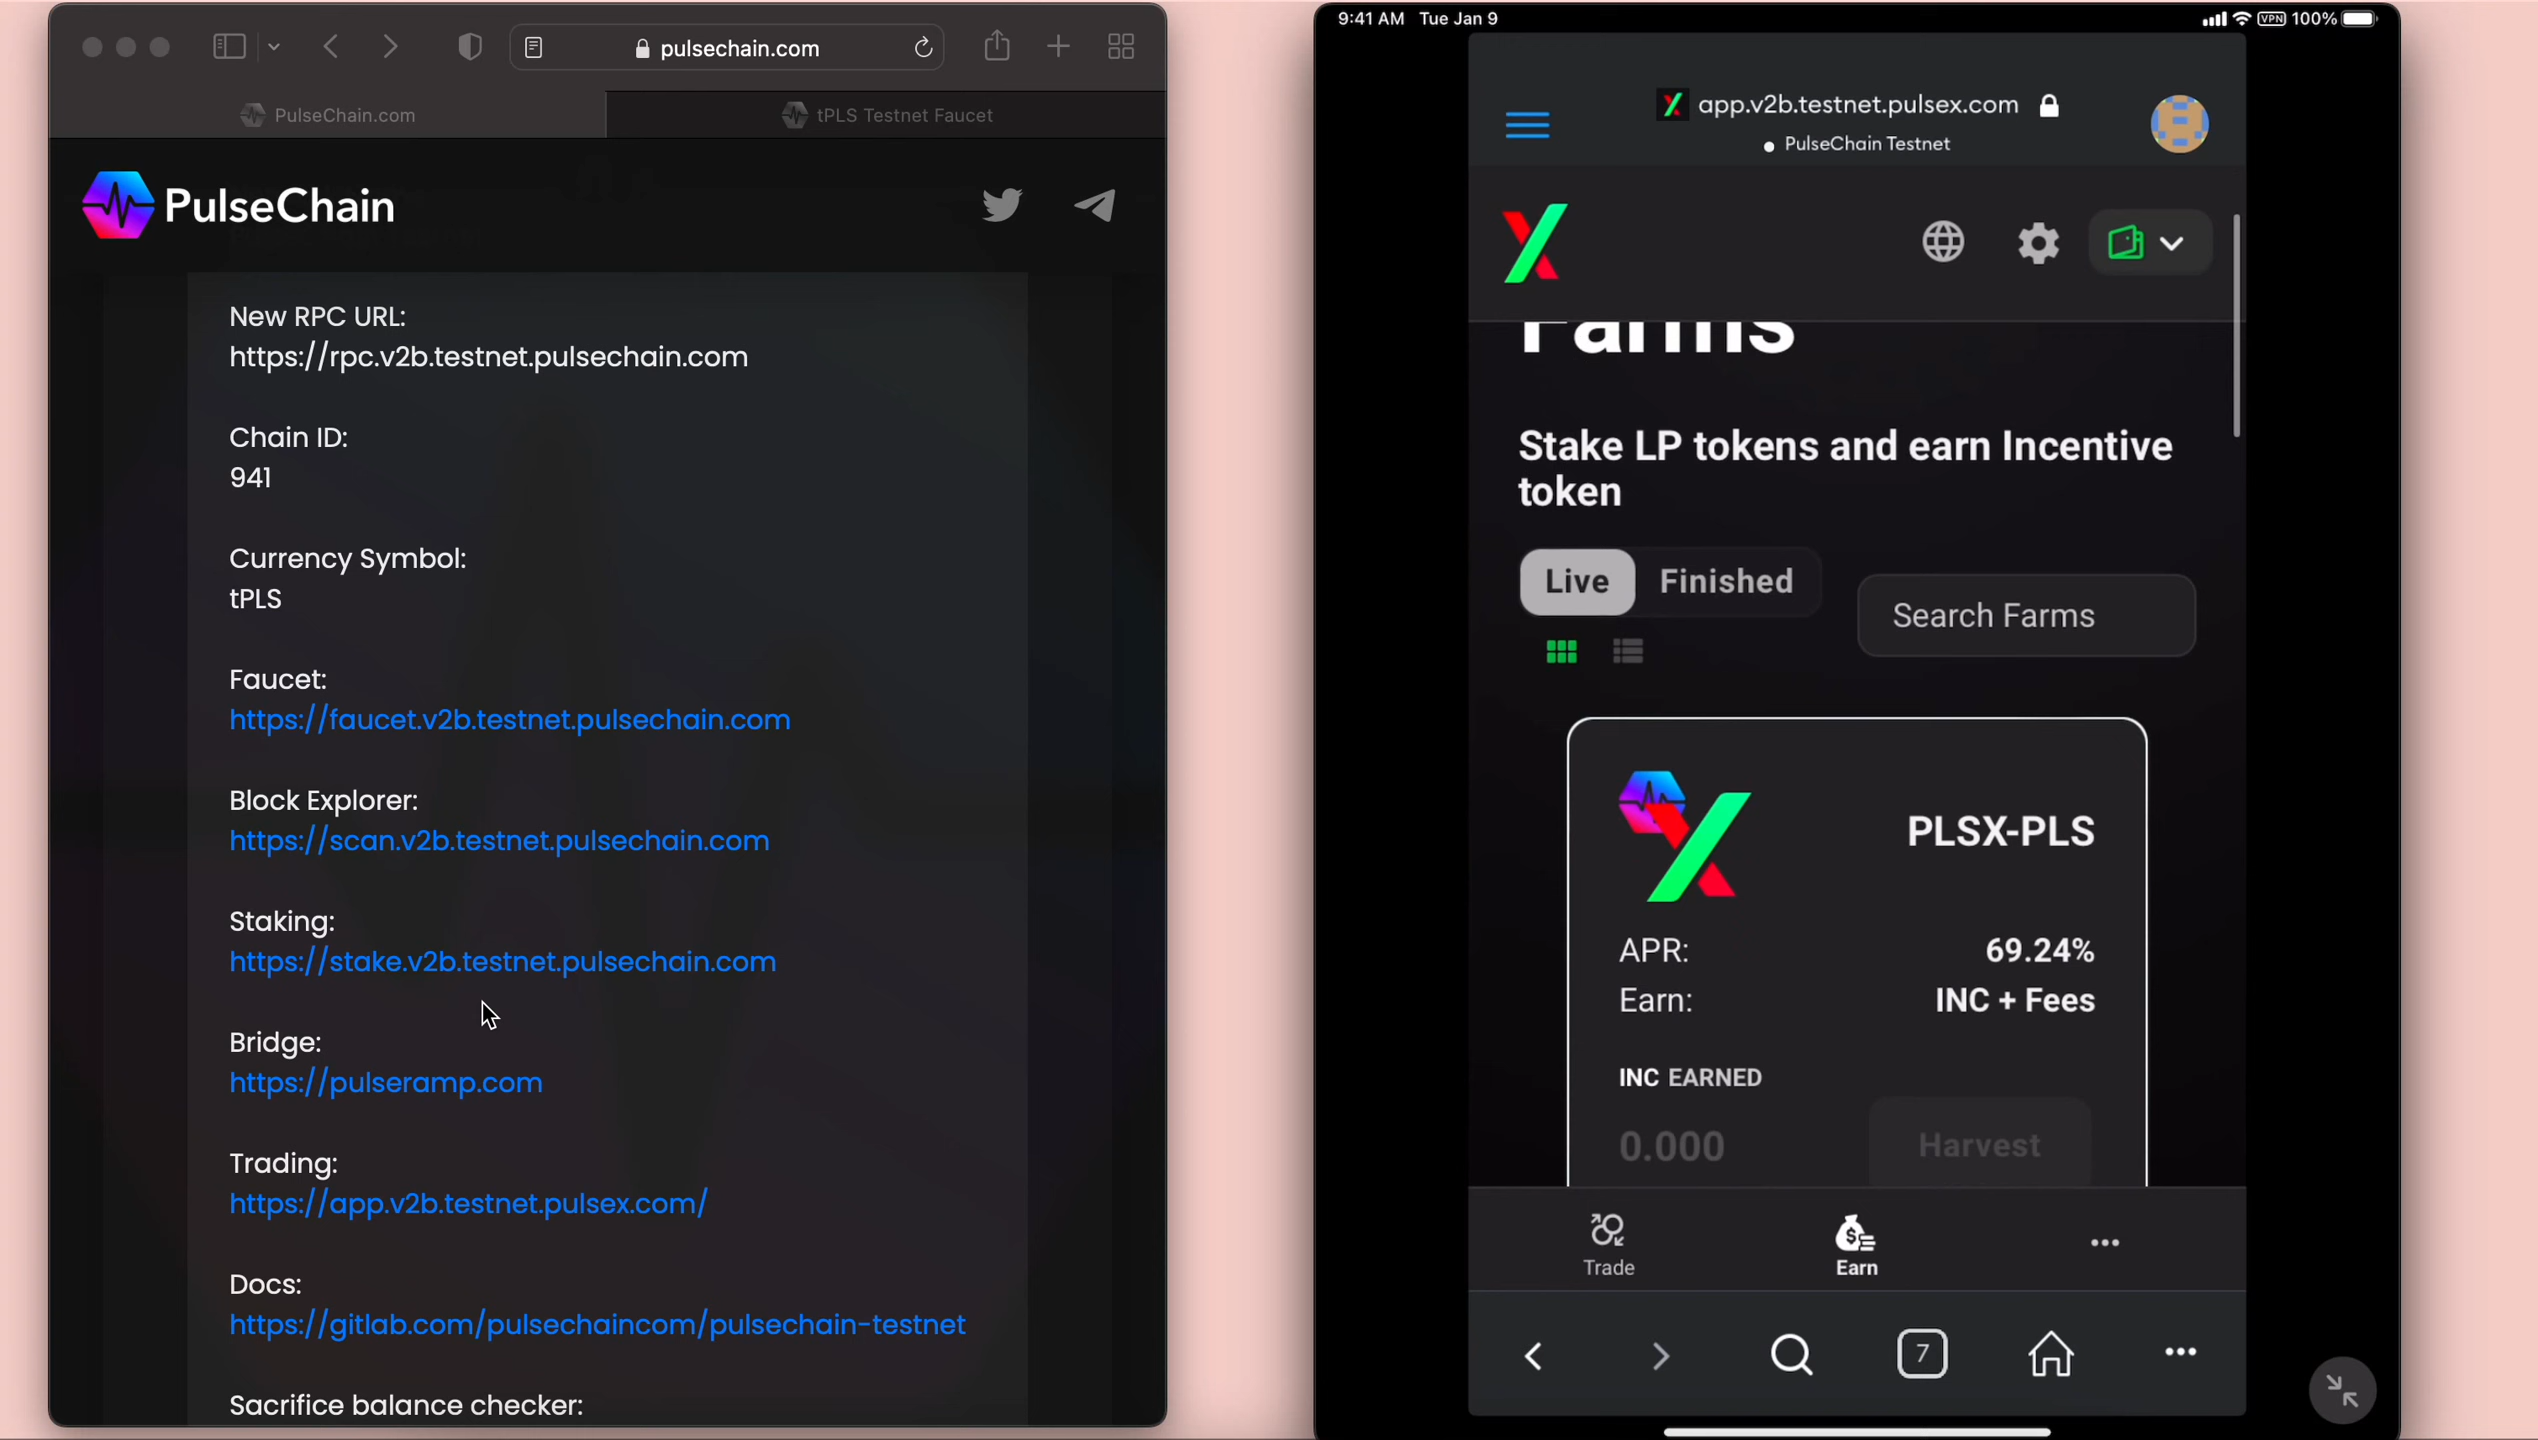 pulsechain.com
PulseChain.com
tPLS Testnet Faucet
PulseChain
New RPC URL:
https://rpc.v2b.testnet.pulsechain.com
Chain ID:
941
Currency Symbol:
tPLS
Faucet:
https://faucet.v2b.testnet.pulsechain.com
Block Explorer:
https://scan.v2b.testnet.pulsechain.com
Staking:
https://stake.v2b.testnet.pulsechain.com
Bridge:
https://pulseramp.com
Trading:
https://app.v2b.testnet.pulsex.com/
Docs:
https://gitlab.com/pulsechaincom/pulsechain-testnet
Sacrifice balance checker:
9:41 AM Tue Jan 9
VPN 100%
app.v2b.testnet.pulsex.com
PulseChain Testnet
Farms
Stake LP tokens and earn Incentive
token
Live Finished
Search Farms
PLSX-PLS
APR: 69.24%
Earn: INC + Fees
INC EARNED
0.000 Harvest
Trade Earn
7